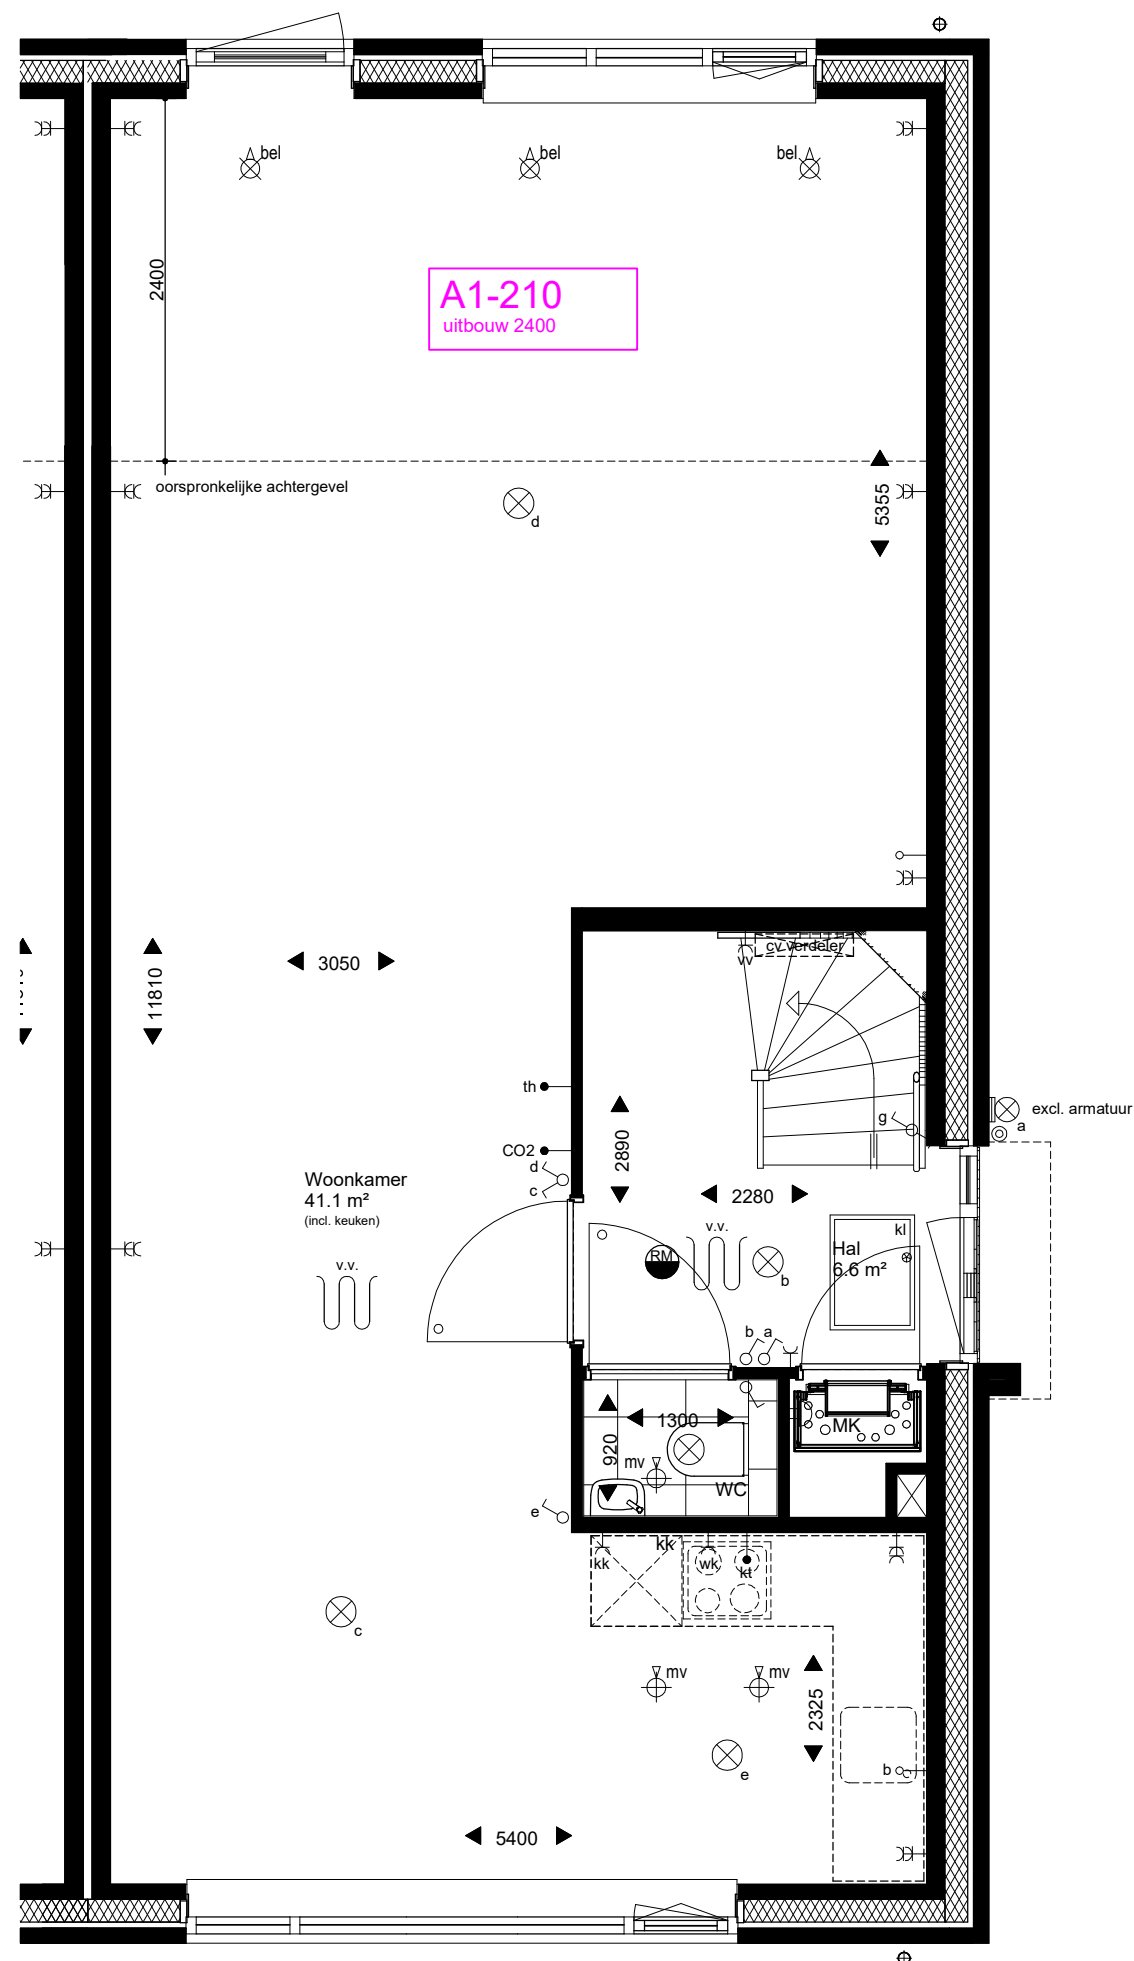 bel
bel
bel
2400
A1-210
uitbouw 2400
oorspronkelijke achtergevel
5355
d
cv verdeler
vv
3050
11810
th
g
excl. armatuur
a
CO2
2890
d
c
Woonkamer
41.1 m²
(incl. keuken)
2280
v.v.
kl
Hal
6.6 m²
RM
b
v.v.
b
a
1300
MK
920
mv
WC
e
kk
kk
wk
kt
c
mv
mv
2325
e
b
5400